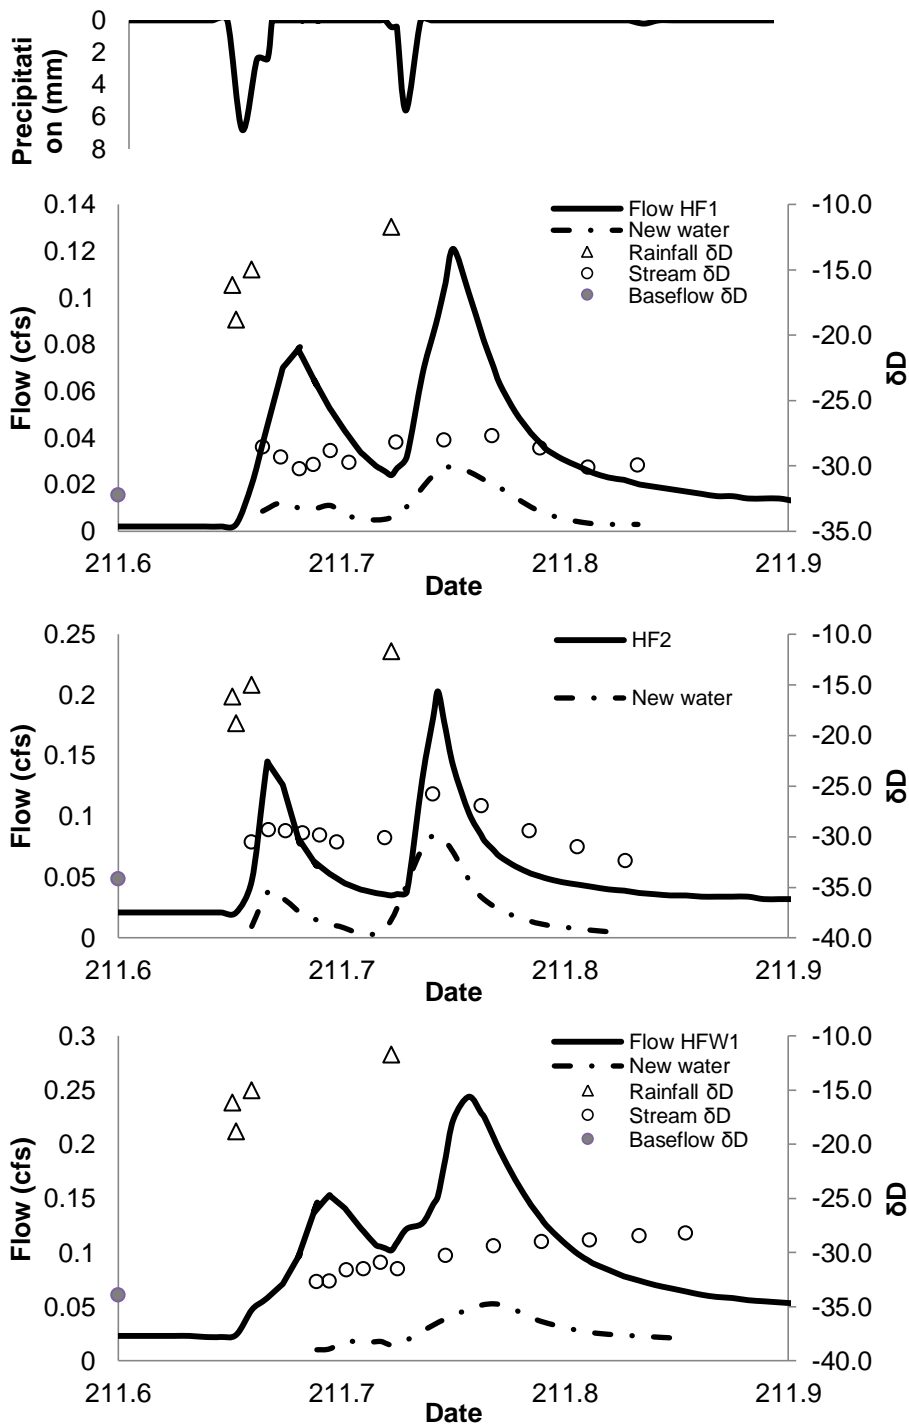 Precipitati
on (mm)
0
2
4
6
8
Flow (cfs)
0.14
0.12
0.1
0.08
0.06
0.04
0.02
0
Flow HF1
New water
Rainfall δD
Stream δD
Baseflow δD
-10.0
-15.0
-20.0
-25.0
-30.0
-35.0
δD
211.6 211.7 211.8 211.9
Date
Flow (cfs)
0.25
0.2
0.15
0.1
0.05
0
HF2
New water
-10.0
-15.0
-20.0
-25.0
-30.0
-35.0
-40.0
δD
211.6 211.7 211.8 211.9
Date
Flow (cfs)
0.3
0.25
0.2
0.15
0.1
0.05
0
Flow HFW1
New water
Rainfall δD
Stream δD
Baseflow δD
-10.0
-15.0
-20.0
-25.0
-30.0
-35.0
-40.0
δD
211.6 211.7 211.8 211.9
Date